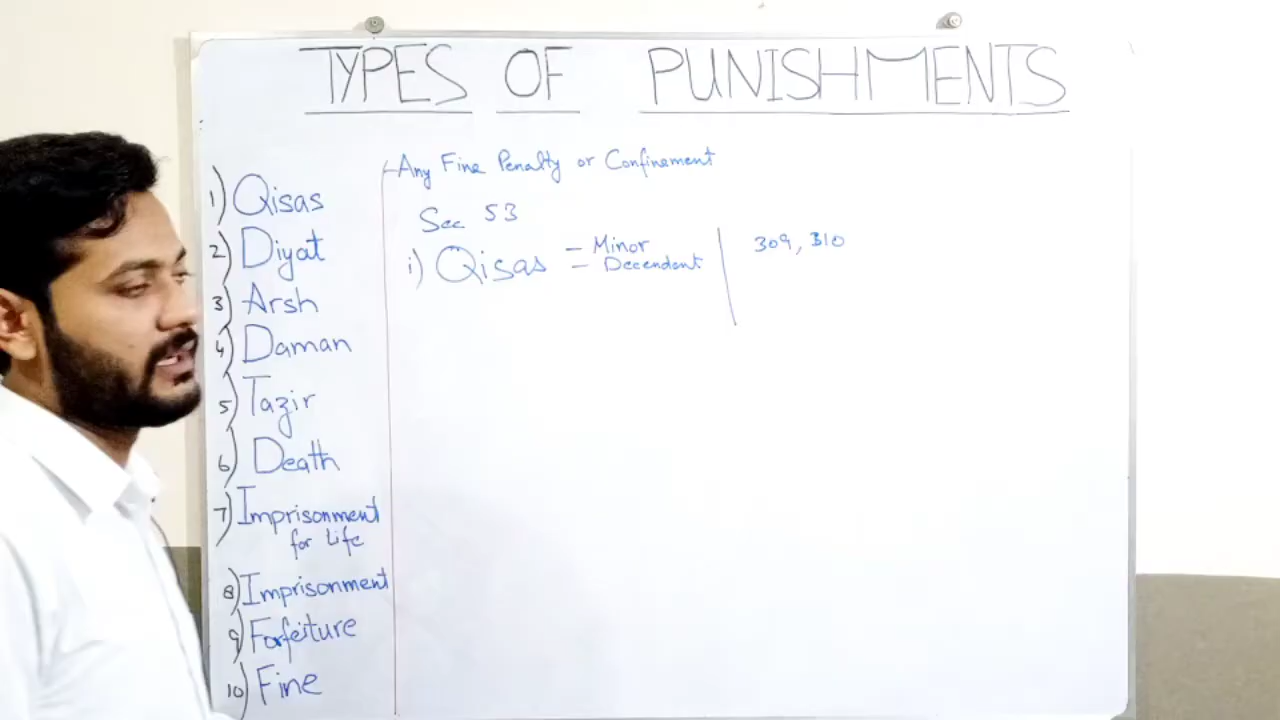 TYPES OF PUNISHMENTS
1) Qisas
2) Diyat
3) Arsh
4) Daman
5) Tazir
6) Death
7) Imprisonment
for Life
8) Imprisonment
9) Forfeiture
10) Fine
Any Fine Penalty or Confinement
Sec 53
i) Qisas - Minor
- Decendent
309, 310